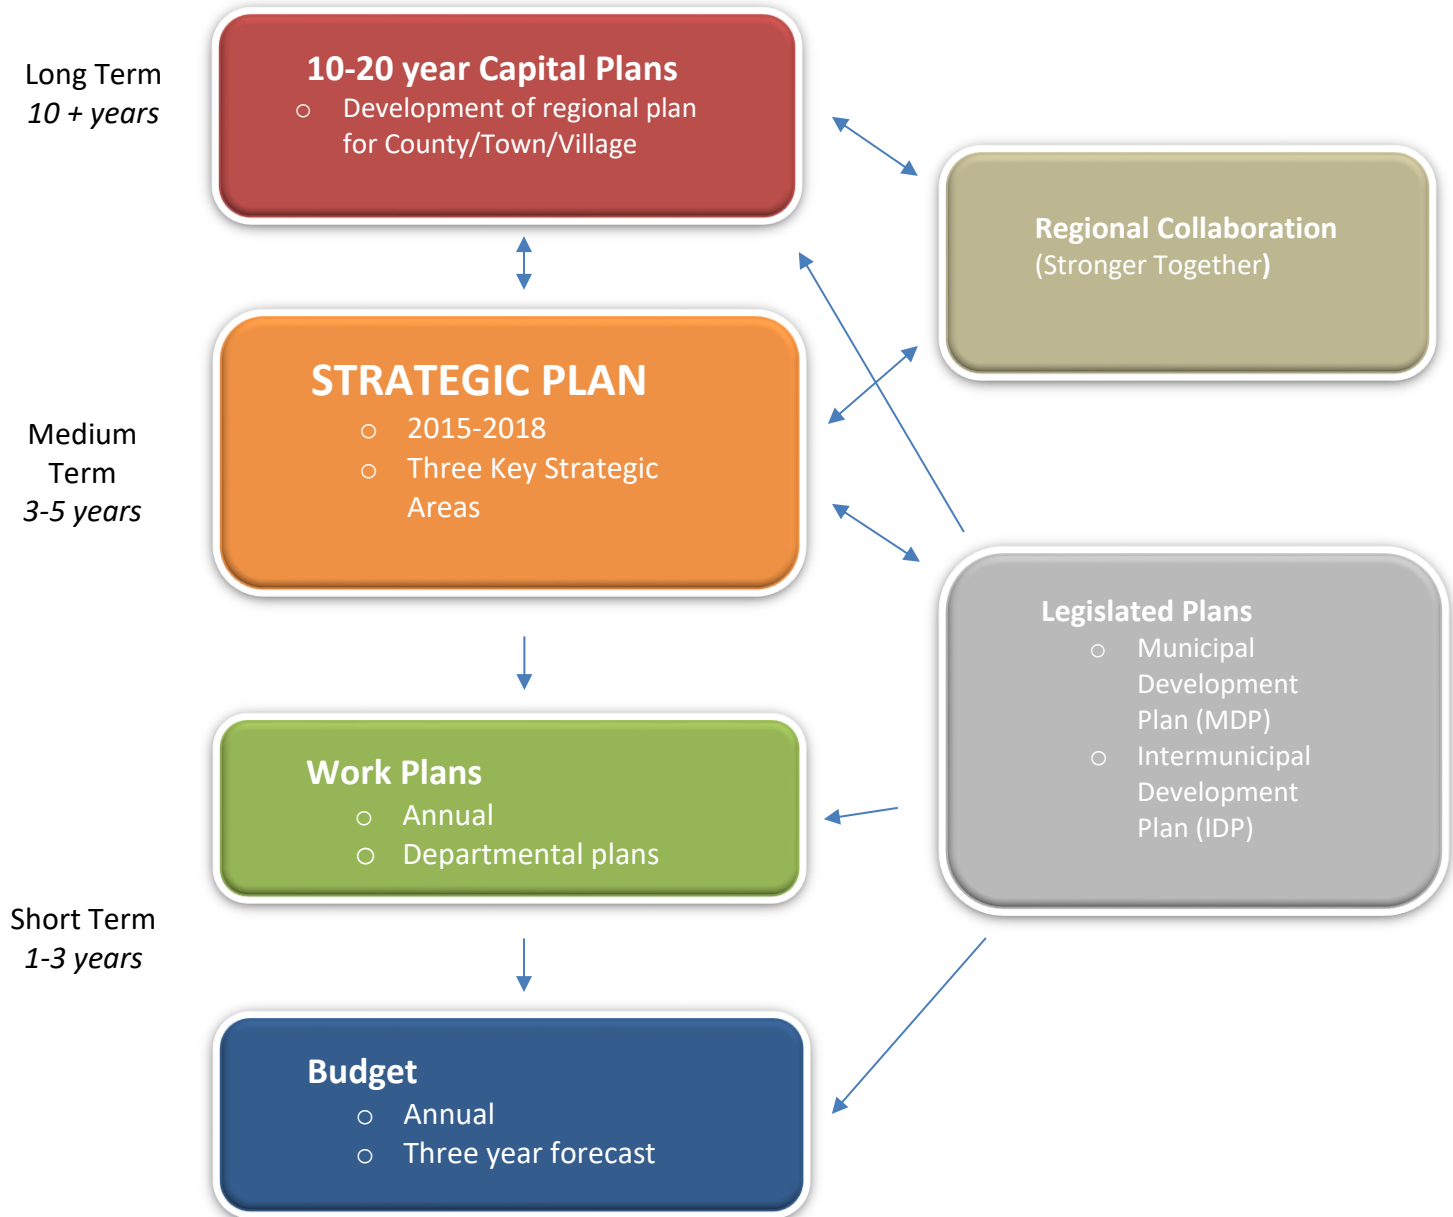 Long Term
10 + years
10-20 year Capital Plans
o Development of regional plan
for County/Town/Village
Regional Collaboration
(Stronger Together)
Medium
Term
3-5 years
STRATEGIC PLAN
o 2015-2018
o Three Key Strategic
Areas
Legislated Plans
o Municipal
Development
Plan (MDP)
o Intermunicipal
Development
Plan (IDP)
Work Plans
o Annual
o Departmental plans
Short Term
1-3 years
Budget
o Annual
o Three year forecast